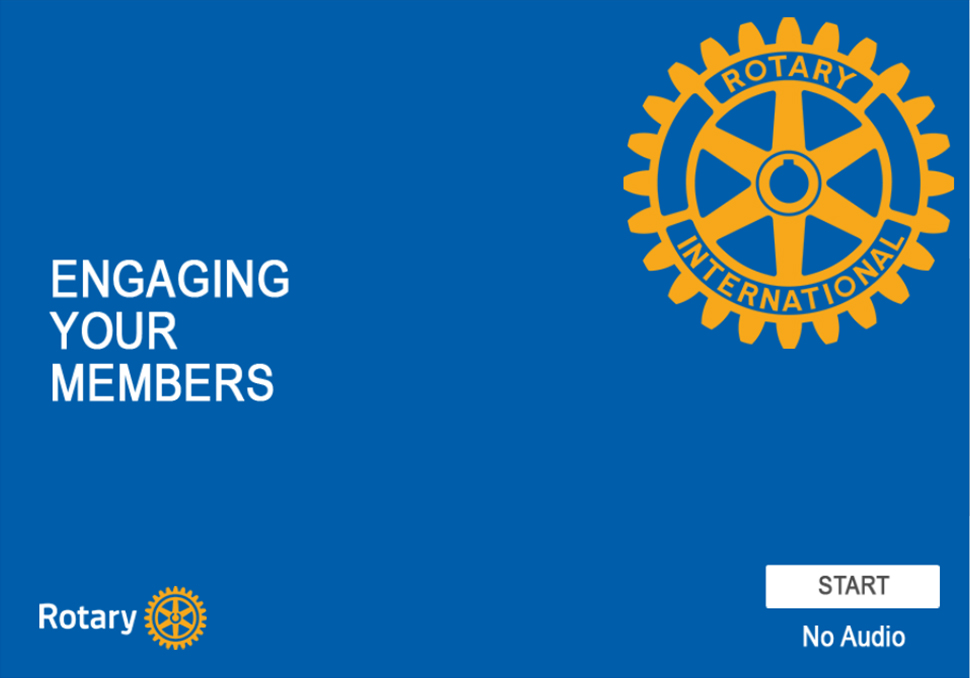 ROTARY
INTERNATIONAL
ENGAGING
YOUR
MEMBERS
Rotary
START
No Audio